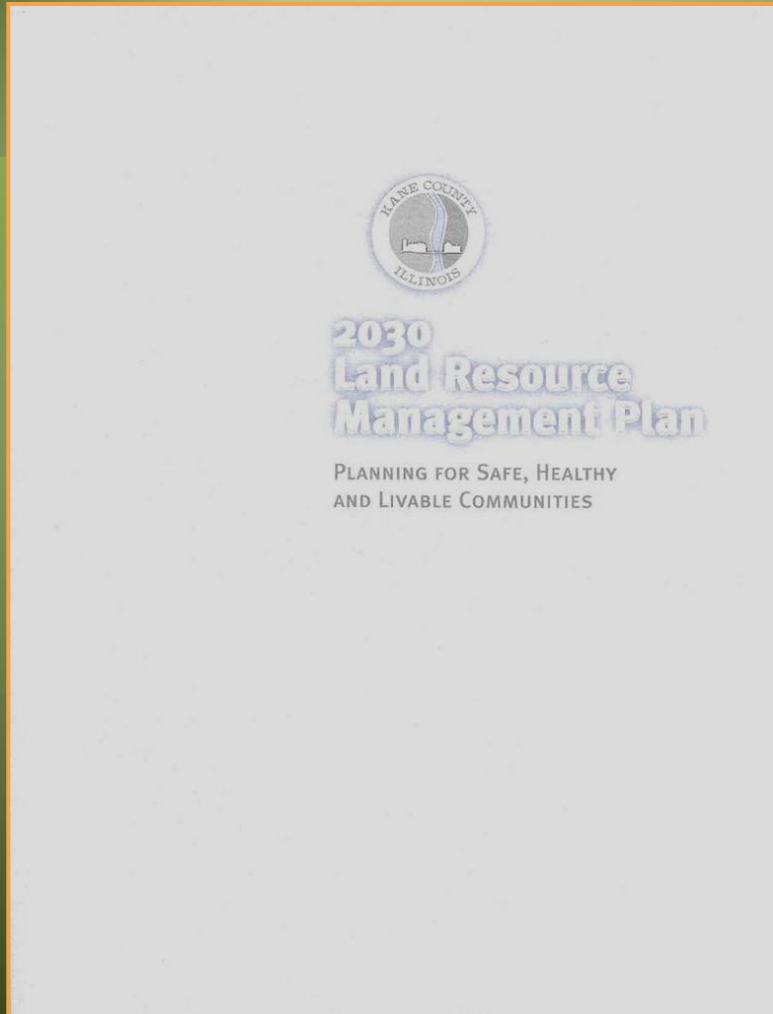 KANE COUNTY
ILLINOIS
2030
Land Resource
Management Plan
PLANNING FOR SAFE, HEALTHY
AND LIVABLE COMMUNITIES